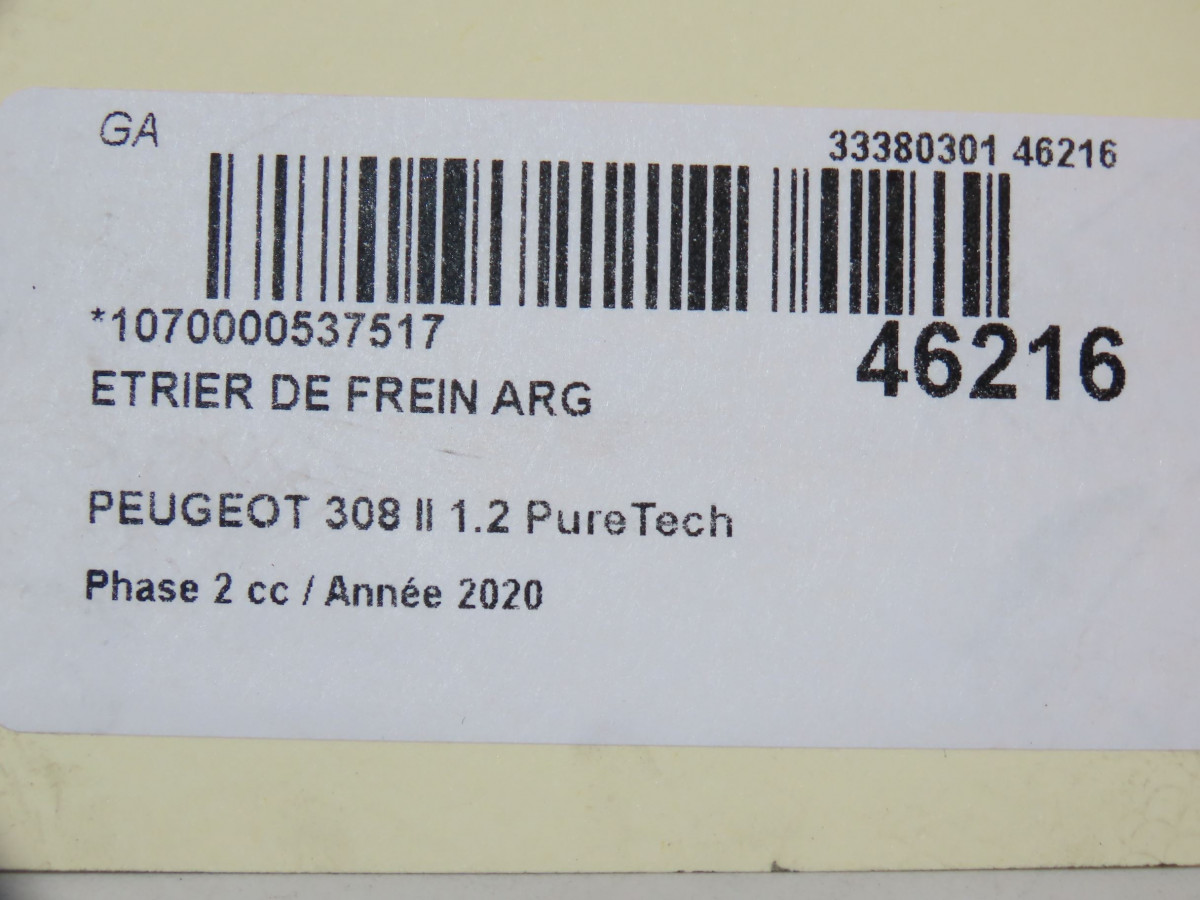 GA
33380301 46216
*1070000537517
46216
ETRIER DE FREIN ARG
PEUGEOT 308 II 1.2 PureTech
Phase 2 cc / Année 2020